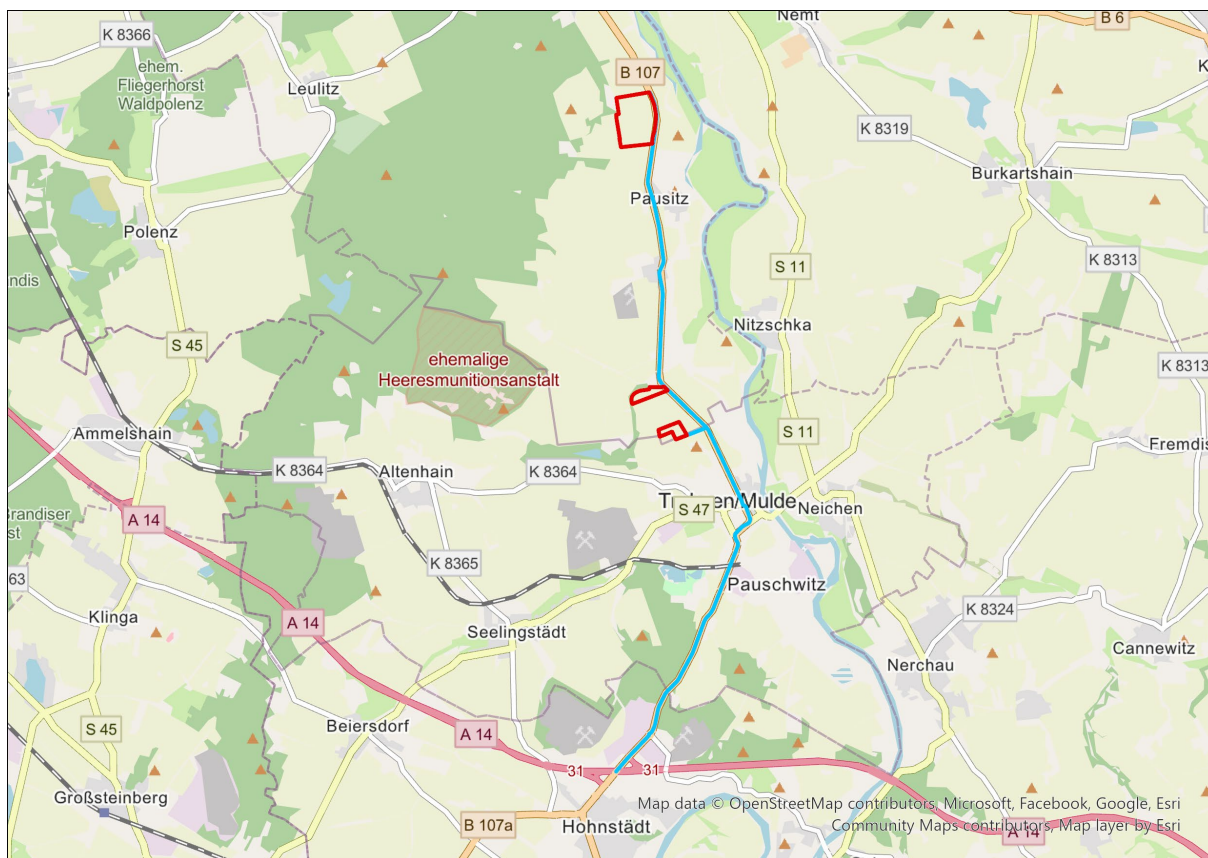 Nemt
B 6
K 8366
ehem.
Fliegerhorst
Waldpolenz
Leulitz
B 107
K 8319
Burkartshain
Pausitz
Polenz
K 8313
S 11
Nitzschka
S 45
ehemalige
Heeresmunitionsanstalt
K 8313
Ammelshain
S 11
Fremdis
K 8364
Altenhain
K 8364
S 47
/Mulde
Neichen
A 14
K 8365
Pauschwitz
K 8324
Klinga
A 14
Seelingstädt
Nerchau
Cannewitz
Beiersdorf
S 45
A 14
31
31
Großsteinberg
B 107a
Hohnstädt
A 14
Map data © OpenStreetMap contributors, Microsoft, Facebook, Google, Esri
Community Maps contributors, Map layer by Esri